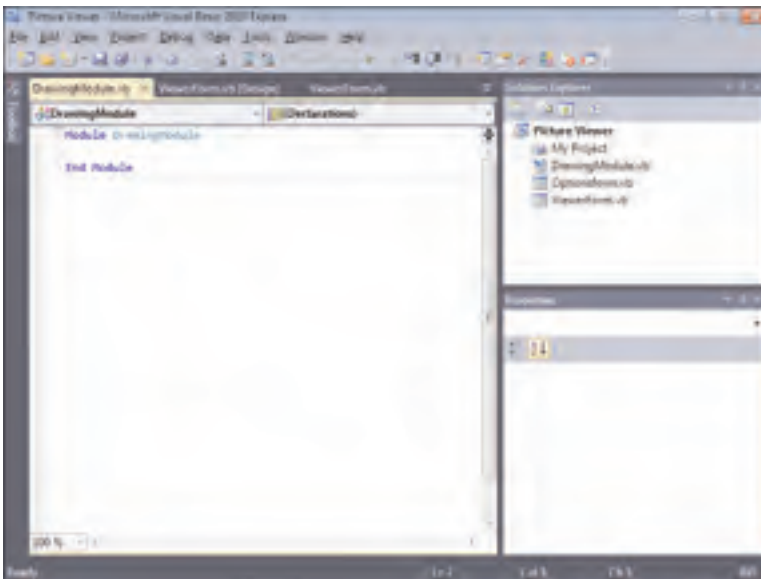 Picture Viewer - Microsoft Visual Basic 2010 Express
File Edit View Project Debug Data Tools Window Help
DrawingModule.vb ViewerForm.vb [Design] ViewerForm.vb
DrawingModule (Declarations)
Module DrawingModule
End Module
100 %
Ready Ln 2
Solution Explorer
Picture Viewer
My Project
DrawingModule.vb
OptionsForm.vb
ViewerForm.vb
Properties